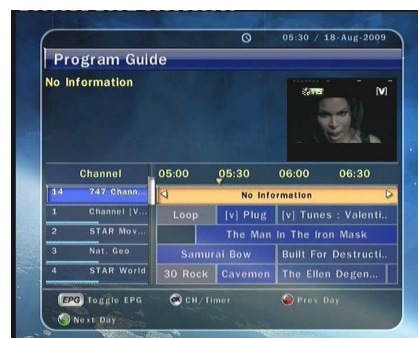 05:30 / 18-Aug-2009
Program Guide
No Information
[V]
Channel 05:00 05:30 06:00 06:30
14 747 Chann... No Information
1 Channel [V... Loop [v] Plug [v] Tunes : Valenti..
2 STAR Mov... The Man In The Iron Mask
3 Nat. Geo Samurai Bow Built For Destructi..
4 STAR World 30 Rock Cavemen The Ellen Degen...
EPG Toggle EPG OK CH/Timer Prev Day
Next Day